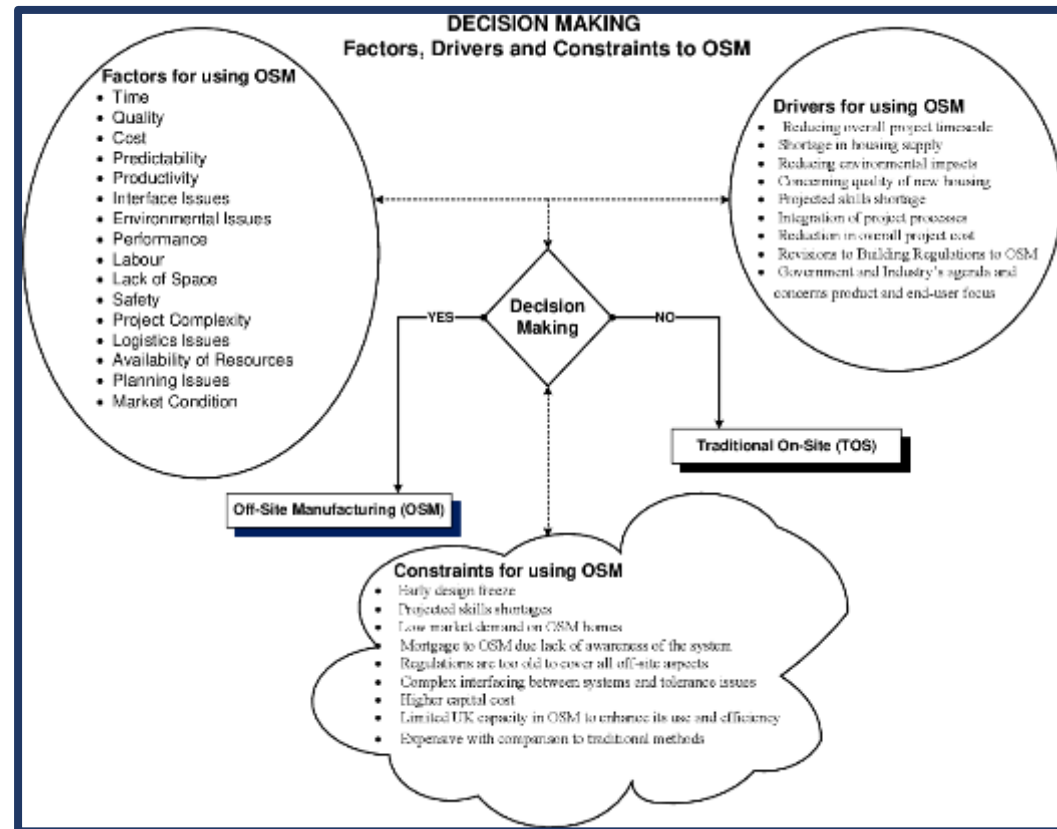 DECISION MAKING
Factors, Drivers and Constraints to OSM
Factors for using OSM
• Time
• Quality
• Cost
• Predictability
• Productivity
• Interface Issues
• Environmental Issues
• Performance
• Labour
• Lack of Space
• Safety
• Project Complexity
• Logistics Issues
• Availability of Resources
• Planning Issues
• Market Condition
Drivers for using OSM
• Reducing overall project timescale
• Shortage in housing supply
• Reducing environmental impacts
• Concerning quality of new housing
• Projected skills shortage
• Integration of project processes
• Reduction in overall project cost
• Revisions to Building Regulations to OSM
• Government and Industry's agenda and
concerns product and end-user focus
Decision
Making
YES
NO
Traditional On-Site (TOS)
Off-Site Manufacturing (OSM)
Constraints for using OSM
• Early design freeze
• Projected skills shortages
• Low market demand on OSM homes
• Mortgage to OSM due lack of awareness of the system
• Regulations are too old to cover all off-site aspects
• Complex interfacing between systems and tolerance issues
• Higher capital cost
• Limited UK capacity in OSM to enhance its use and efficiency
• Expensive with comparison to traditional methods